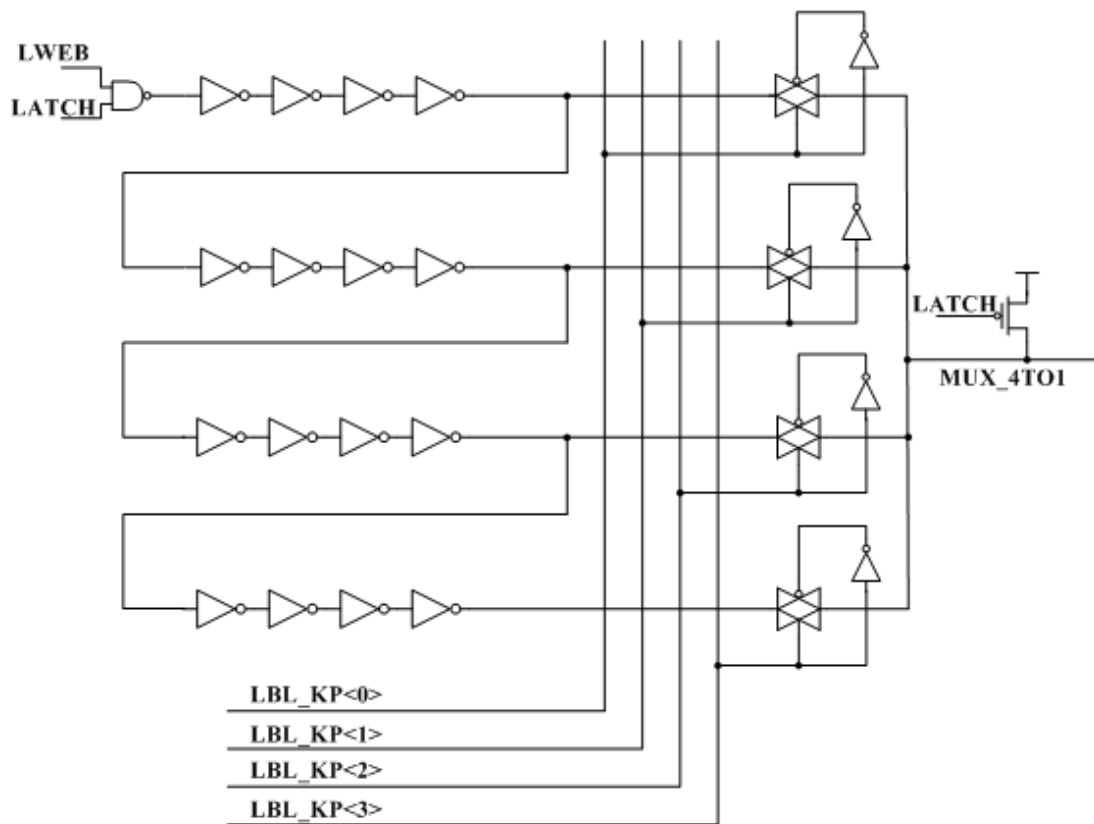 LWEB
LATCH
LATCH
MUX_4TO1
LBL_KP<0>
LBL_KP<1>
LBL_KP<2>
LBL_KP<3>